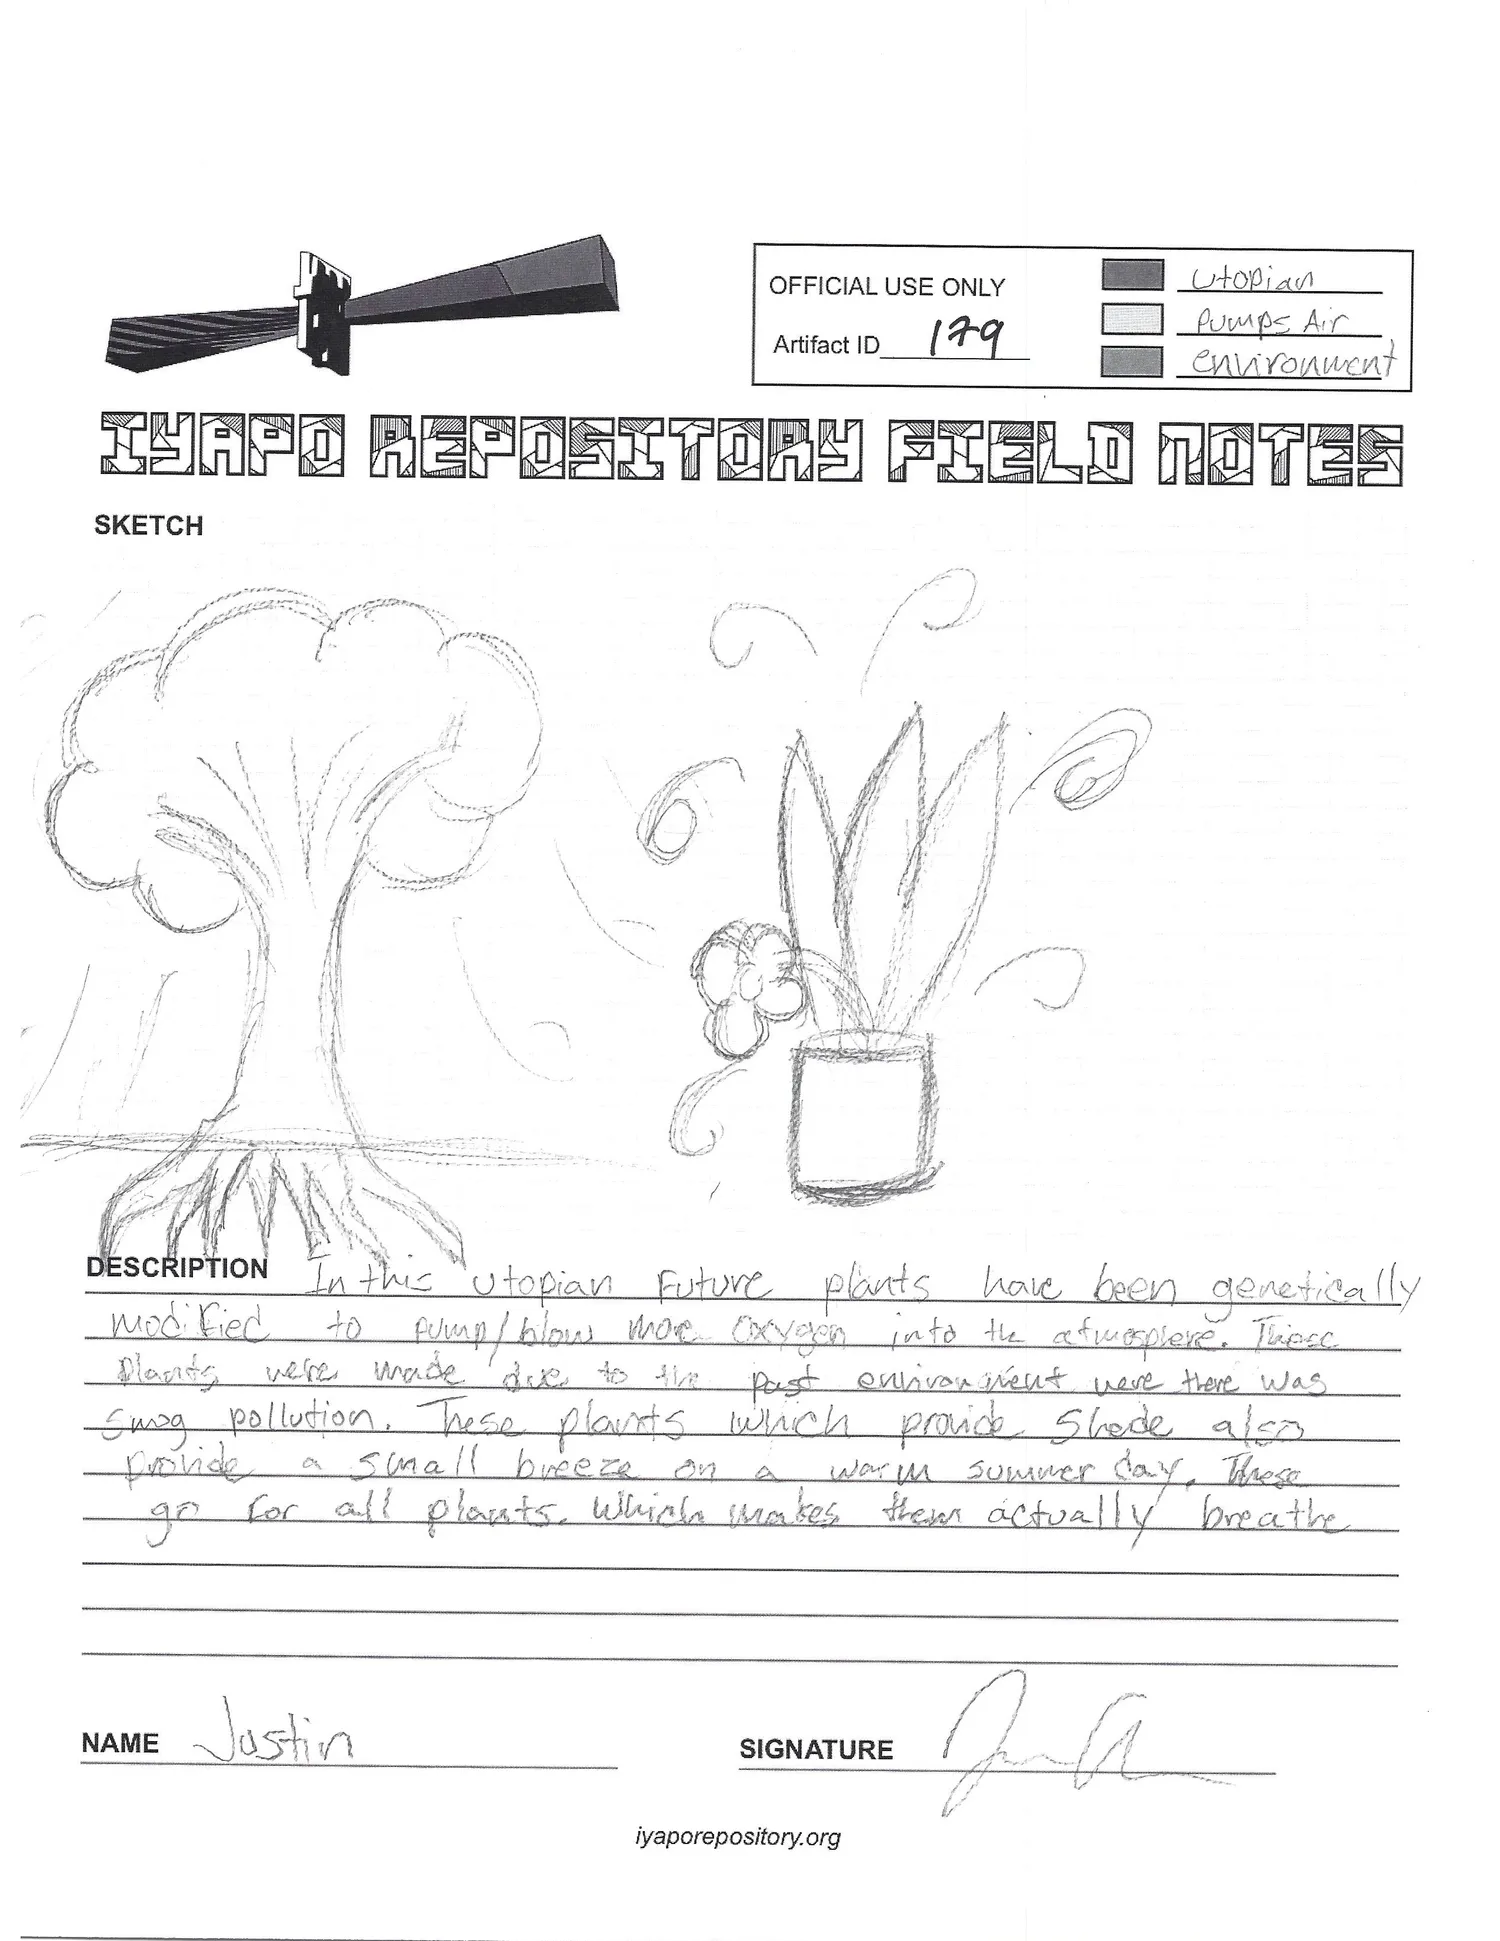 OFFICIAL USE ONLY
Artifact ID 179
Utopian
Pumps Air
environment
IYAPO REPOSITORY FIELD NOTES
SKETCH
DESCRIPTION In this utopian future plants have been genetically
modified to pump/blow more oxygen into the atmosphere. These
plants were made due to the past environment were there was
smog pollution. These plants which provide shade also
provide a small breeze on a warm summer day. These
go for all plants. Which makes them actually breathe
NAME Justin
SIGNATURE
iyaporepository.org